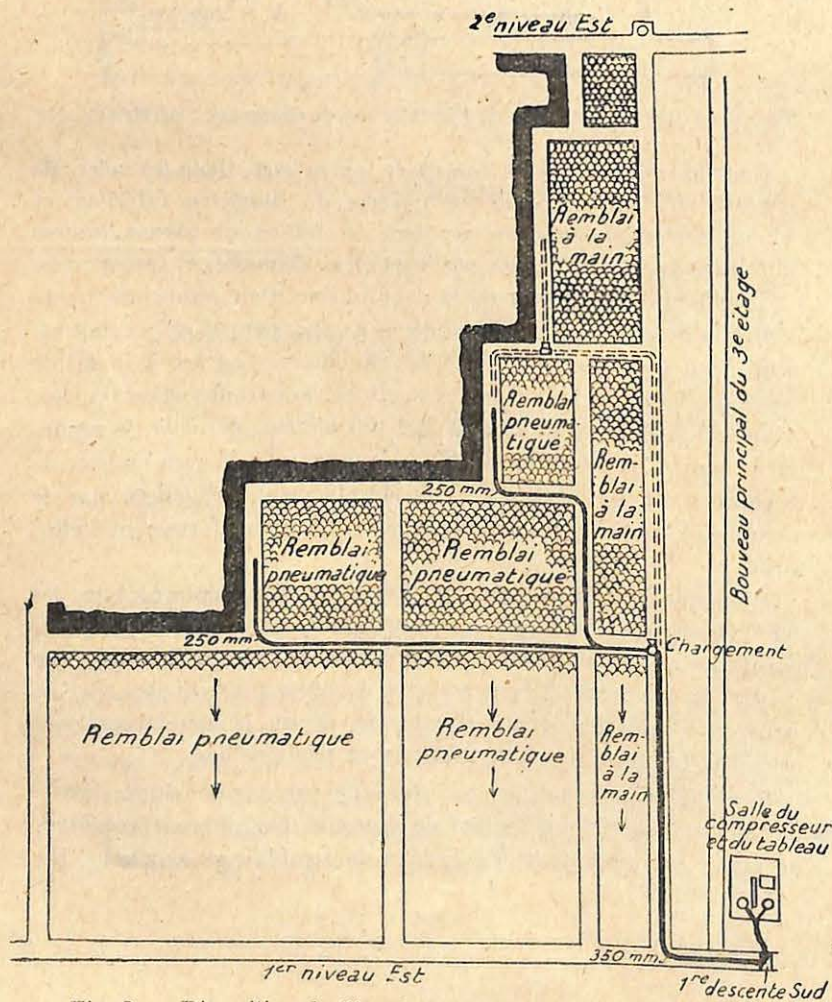 2e niveau Est
Remblai
à la
main
Bouveau principal du 3e etage
Remblai
pneuma-
tique
Rem-
blai
à la
main
250 mm.
Remblai
pneumatique
Remblai
pneumatique
250 mm.
Chargement
Remblai pneumatique
Remblai
pneumatique
Rem-
blai
à la
main
Salle du
compresseur
et du tableau
350 mm.
1er niveau Est
1re descente Sud